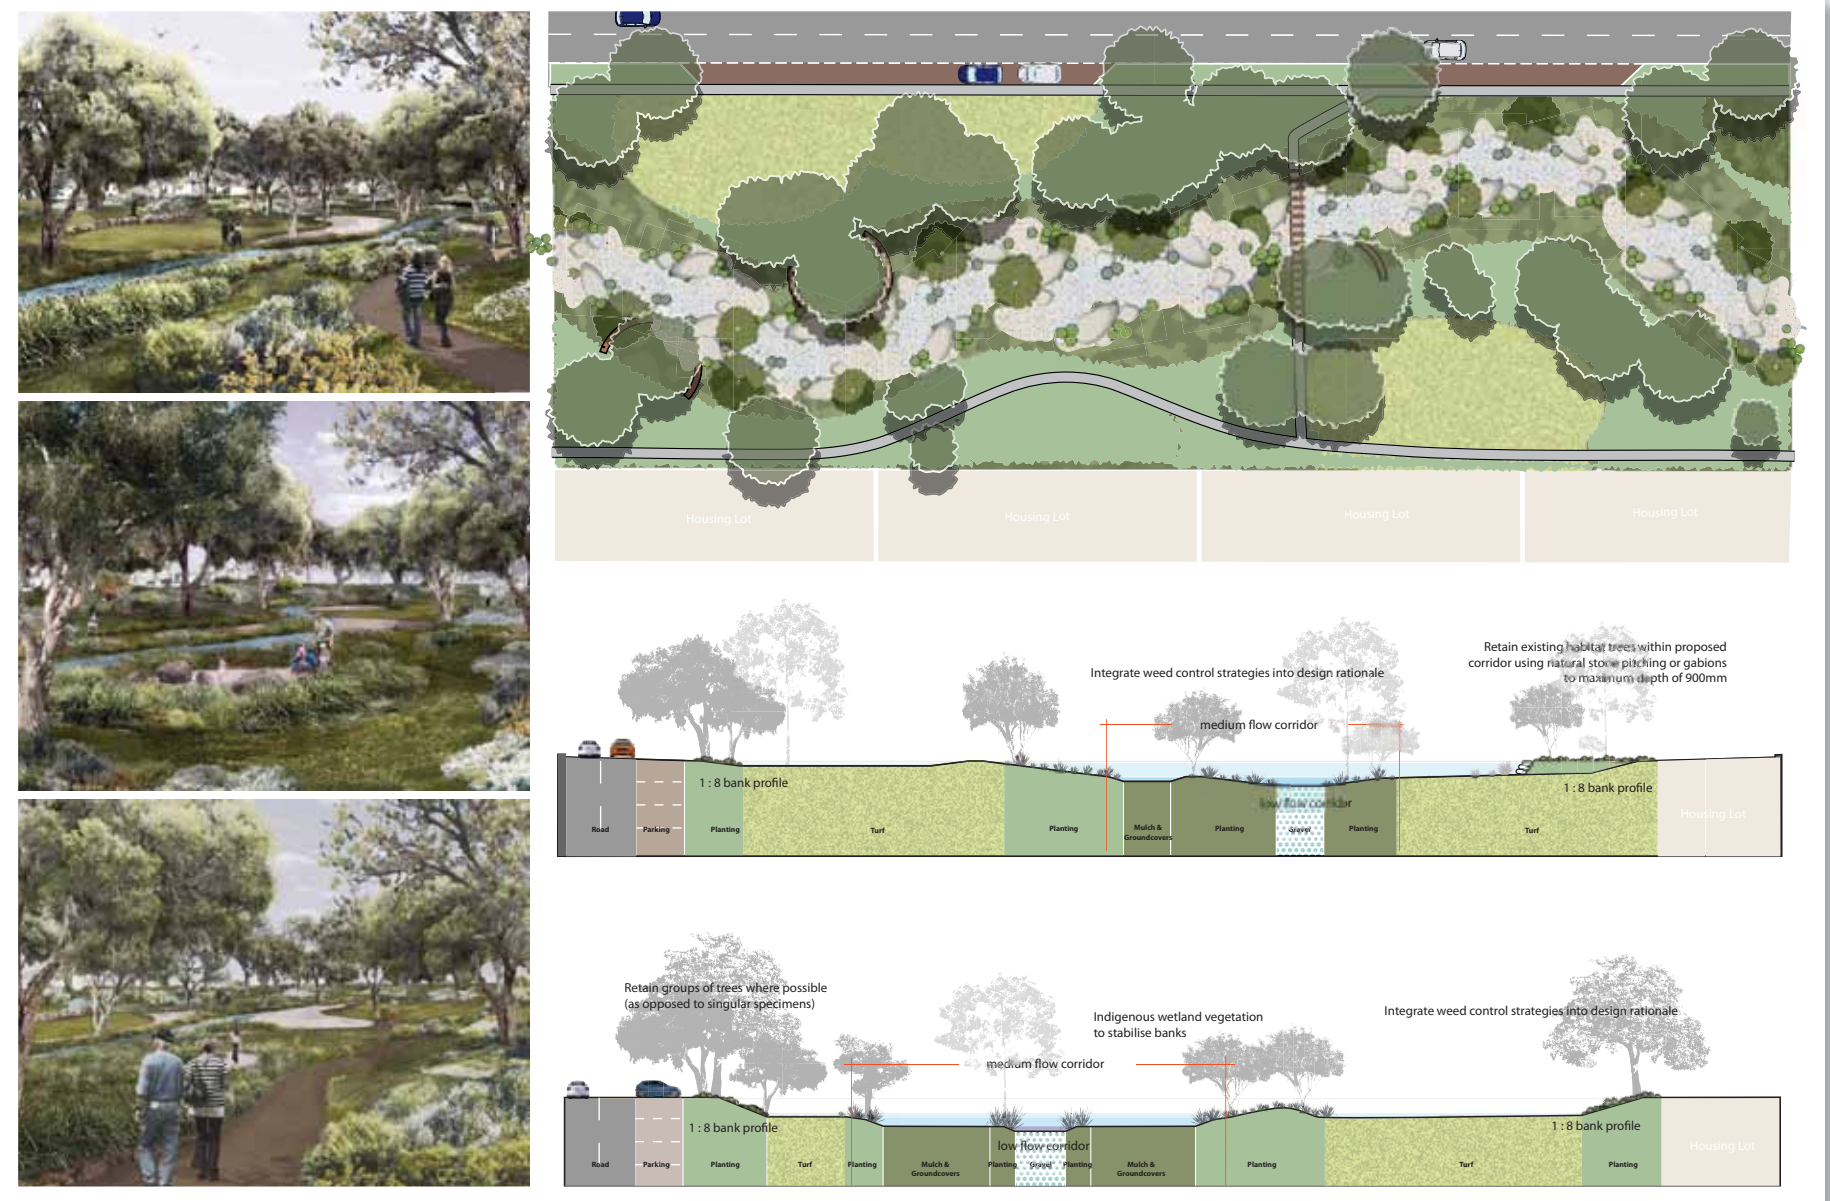 Housing Lot
Housing Lot
Housing Lot
Housing Lot
Integrate weed control strategies into design rationale
Retain existing habitat trees within proposed
corridor using natural stone pitching or gabions
to maximum depth of 900mm
medium flow corridor
1 : 8 bank profile
low flow corridor
1 : 8 bank profile
Road
Parking
Planting
Turf
Planting
Mulch &
Groundcovers
Planting
Gravel
Planting
Turf
Housing Lot
Retain groups of trees where possible
(as opposed to singular specimens)
Indigenous wetland vegetation
to stabilise banks
Integrate weed control strategies into design rationale
medium flow corridor
1 : 8 bank profile
low flow corridor
1 : 8 bank profile
Road
Parking
Planting
Turf
Planting
Mulch &
Groundcovers
Planting
Gravel
Planting
Mulch &
Groundcovers
Planting
Turf
Planting
Housing Lot